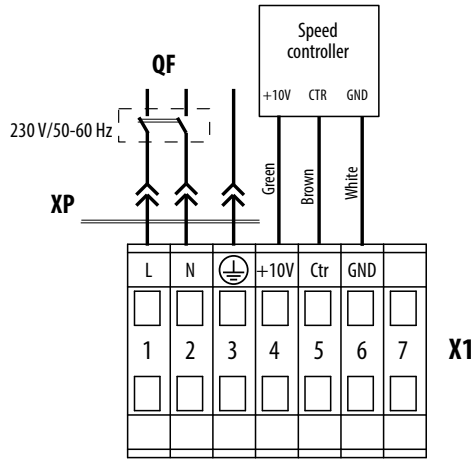 Speed
controller
QF
+10V CTR GND
230 V/50-60 Hz
Green
Brown
White
XP
L N +10V Ctr GND
1 2 3 4 5 6 7
X1